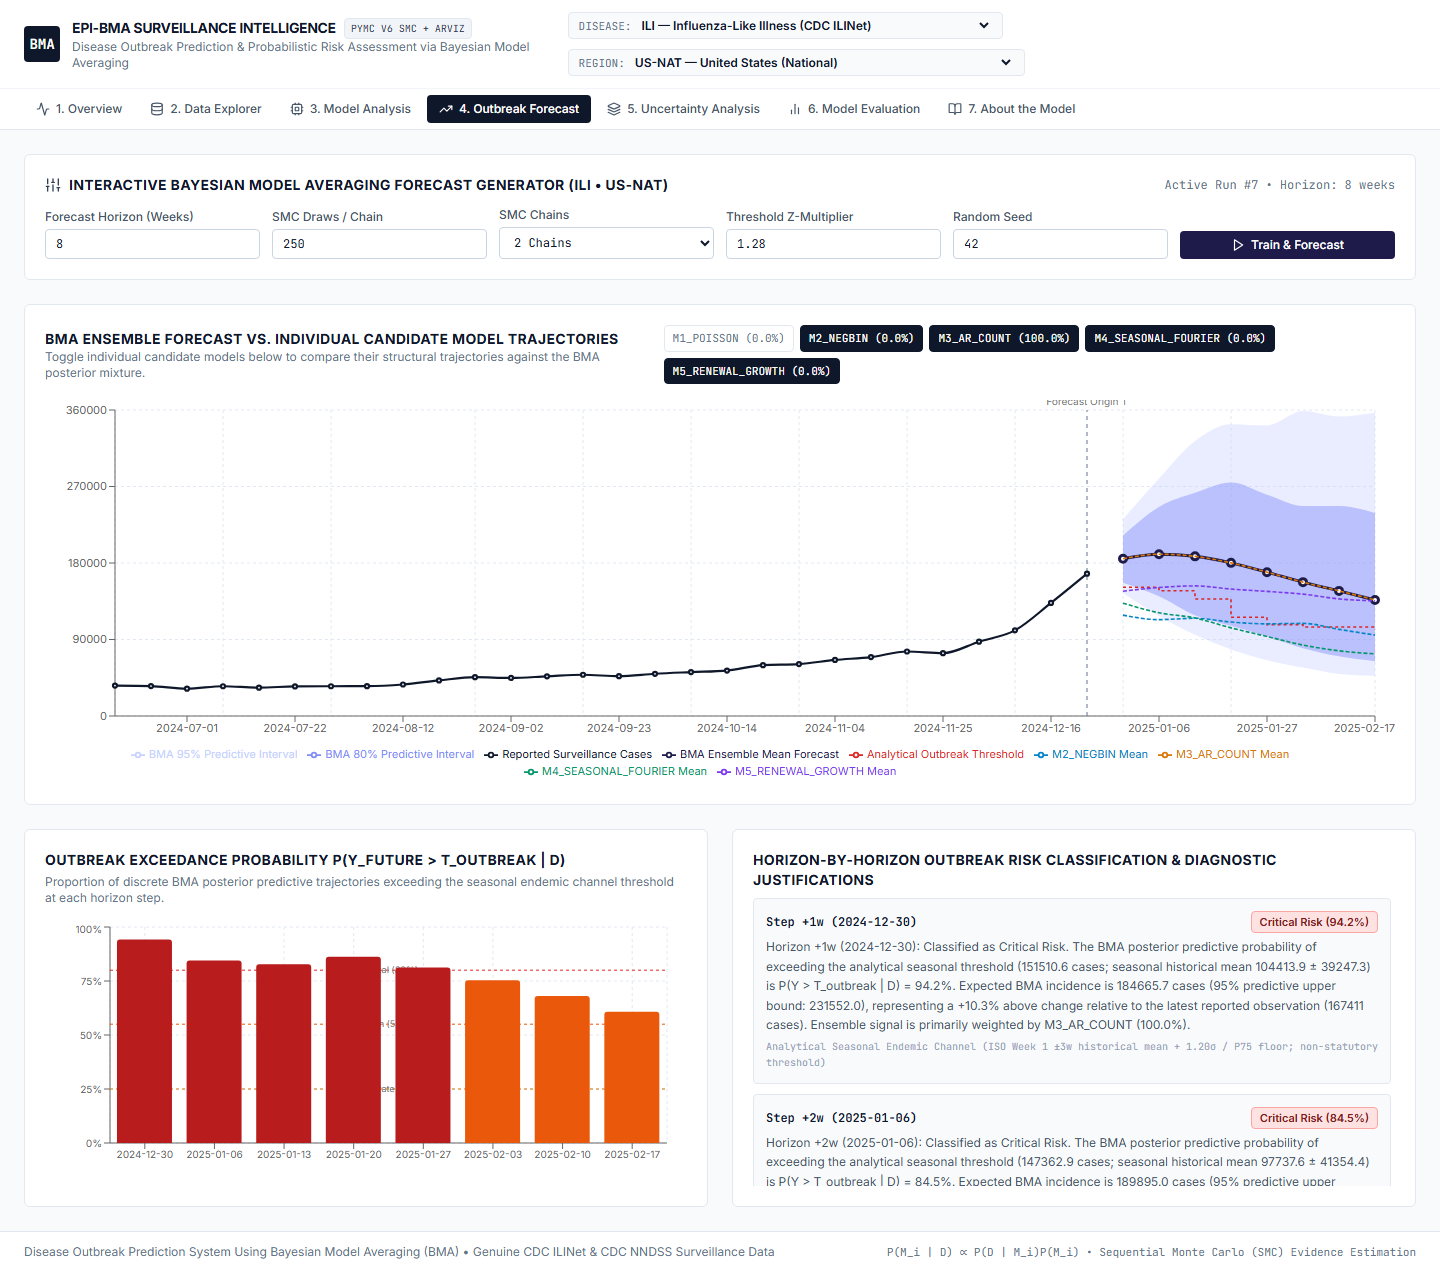 BMA
EPI-BMA SURVEILLANCE INTELLIGENCE
PYMC V6 SMC + ARVIZ
Disease Outbreak Prediction & Probabilistic Risk Assessment via Bayesian Model
Averaging
DISEASE: ILI — Influenza-Like Illness (CDC ILINet)
REGION: US-NAT — United States (National)
1. Overview
2. Data Explorer
3. Model Analysis
4. Outbreak Forecast
5. Uncertainty Analysis
6. Model Evaluation
7. About the Model
INTERACTIVE BAYESIAN MODEL AVERAGING FORECAST GENERATOR (ILI • US-NAT)
Active Run #7 • Horizon: 8 weeks
Forecast Horizon (Weeks)
8
SMC Draws / Chain
250
SMC Chains
2 Chains
Threshold Z-Multiplier
1.28
Random Seed
42
Train & Forecast
BMA ENSEMBLE FORECAST VS. INDIVIDUAL CANDIDATE MODEL TRAJECTORIES
Toggle individual candidate models below to compare their structural trajectories against the BMA
posterior mixture.
M1_POISSON (0.0%)
M2_NEGBIN (0.0%)
M3_AR_COUNT (100.0%)
M4_SEASONAL_FOURIER (0.0%)
M5_RENEWAL_GROWTH (0.0%)
Forecast Origin T
360000
270000
180000
90000
0
2024-07-01 2024-07-22 2024-08-12 2024-09-02 2024-09-23 2024-10-14 2024-11-04 2024-11-25 2024-12-16 2025-01-06 2025-01-27 2025-02-17
BMA 95% Predictive Interval BMA 80% Predictive Interval Reported Surveillance Cases BMA Ensemble Mean Forecast Analytical Outbreak Threshold M2_NEGBIN Mean M3_AR_COUNT Mean
M4_SEASONAL_FOURIER Mean M5_RENEWAL_GROWTH Mean
OUTBREAK EXCEEDANCE PROBABILITY P(Y_FUTURE > T_OUTBREAK | D)
Proportion of discrete BMA posterior predictive trajectories exceeding the seasonal endemic channel threshold
at each horizon step.
100%
75%
50%
25%
0%
2024-12-30 2025-01-06 2025-01-13 2025-01-20 2025-01-27 2025-02-03 2025-02-10 2025-02-17
HORIZON-BY-HORIZON OUTBREAK RISK CLASSIFICATION & DIAGNOSTIC
JUSTIFICATIONS
Step +1w (2024-12-30)
Critical Risk (94.2%)
Horizon +1w (2024-12-30): Classified as Critical Risk. The BMA posterior predictive probability of
exceeding the analytical seasonal threshold (151510.6 cases; seasonal historical mean 104413.9 ± 39247.3)
is P(Y > T_outbreak | D) = 94.2%. Expected BMA incidence is 184665.7 cases (95% predictive upper
bound: 231552.0), representing a +10.3% above change relative to the latest reported observation (167411
cases). Ensemble signal is primarily weighted by M3_AR_COUNT (100.0%).
Analytical Seasonal Endemic Channel (ISO Week 1 ±3w historical mean + 1.20σ / P75 floor; non-statutory
threshold)
Step +2w (2025-01-06)
Critical Risk (84.5%)
Horizon +2w (2025-01-06): Classified as Critical Risk. The BMA posterior predictive probability of
exceeding the analytical seasonal threshold (147362.9 cases; seasonal historical mean 97737.6 ± 41354.4)
is P(Y > T_outbreak | D) = 84.5%. Expected BMA incidence is 189895.0 cases (95% predictive upper
Disease Outbreak Prediction System Using Bayesian Model Averaging (BMA) • Genuine CDC ILINet & CDC NNDSS Surveillance Data
P(M_i | D) ∝ P(D | M_i)P(M_i) • Sequential Monte Carlo (SMC) Evidence Estimation